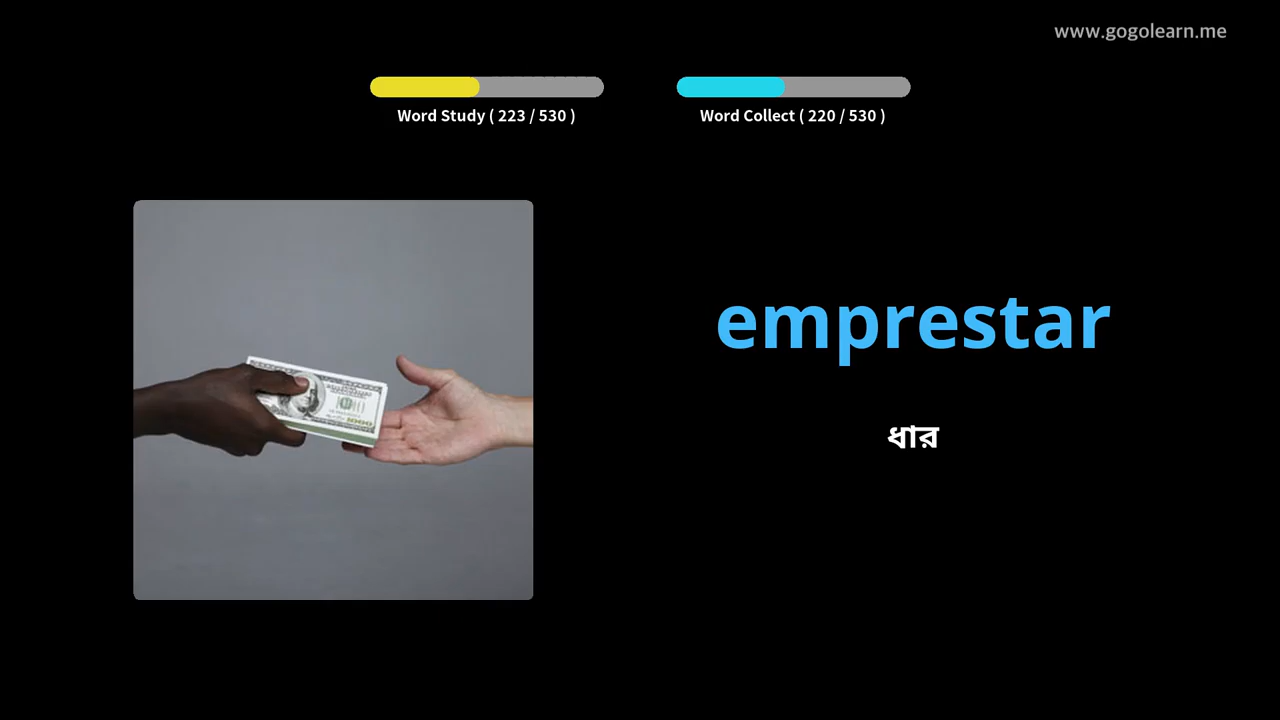 www.gogolearn.me
Word Study ( 223 / 530 )
Word Collect ( 220 / 530 )
emprestar
ধার